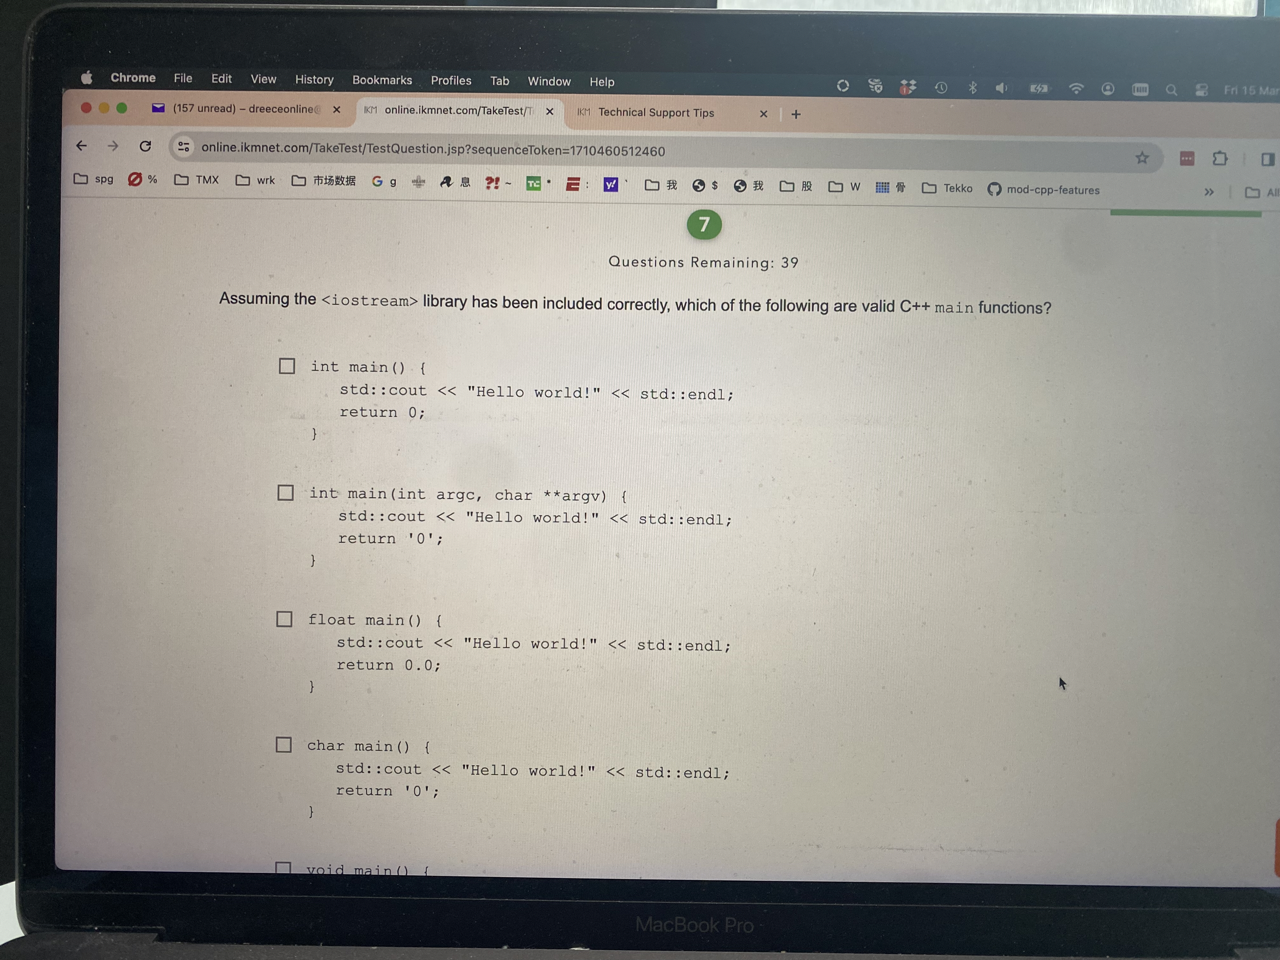 Chrome File Edit View History Bookmarks Profiles Tab Window Help
Fri 15 Mar
(157 unread) – dreeceonline
IKM online.ikmnet.com/TakeTest/T
IKM Technical Support Tips
online.ikmnet.com/TakeTest/TestQuestion.jsp?sequenceToken=1710460512460
spg % TMX wrk 市场数据 G g 息 ?! ~ TC : y! 我 $ 我 股 W 骨 Tekko mod-cpp-features » All
7
Questions Remaining: 39
Assuming the <iostream> library has been included correctly, which of the following are valid C++ main functions?
int main() {
std::cout << "Hello world!" << std::endl;
return 0;
}
int main(int argc, char **argv) {
std::cout << "Hello world!" << std::endl;
return '0';
}
float main() {
std::cout << "Hello world!" << std::endl;
return 0.0;
}
char main() {
std::cout << "Hello world!" << std::endl;
return '0';
}
void main() {
MacBook Pro